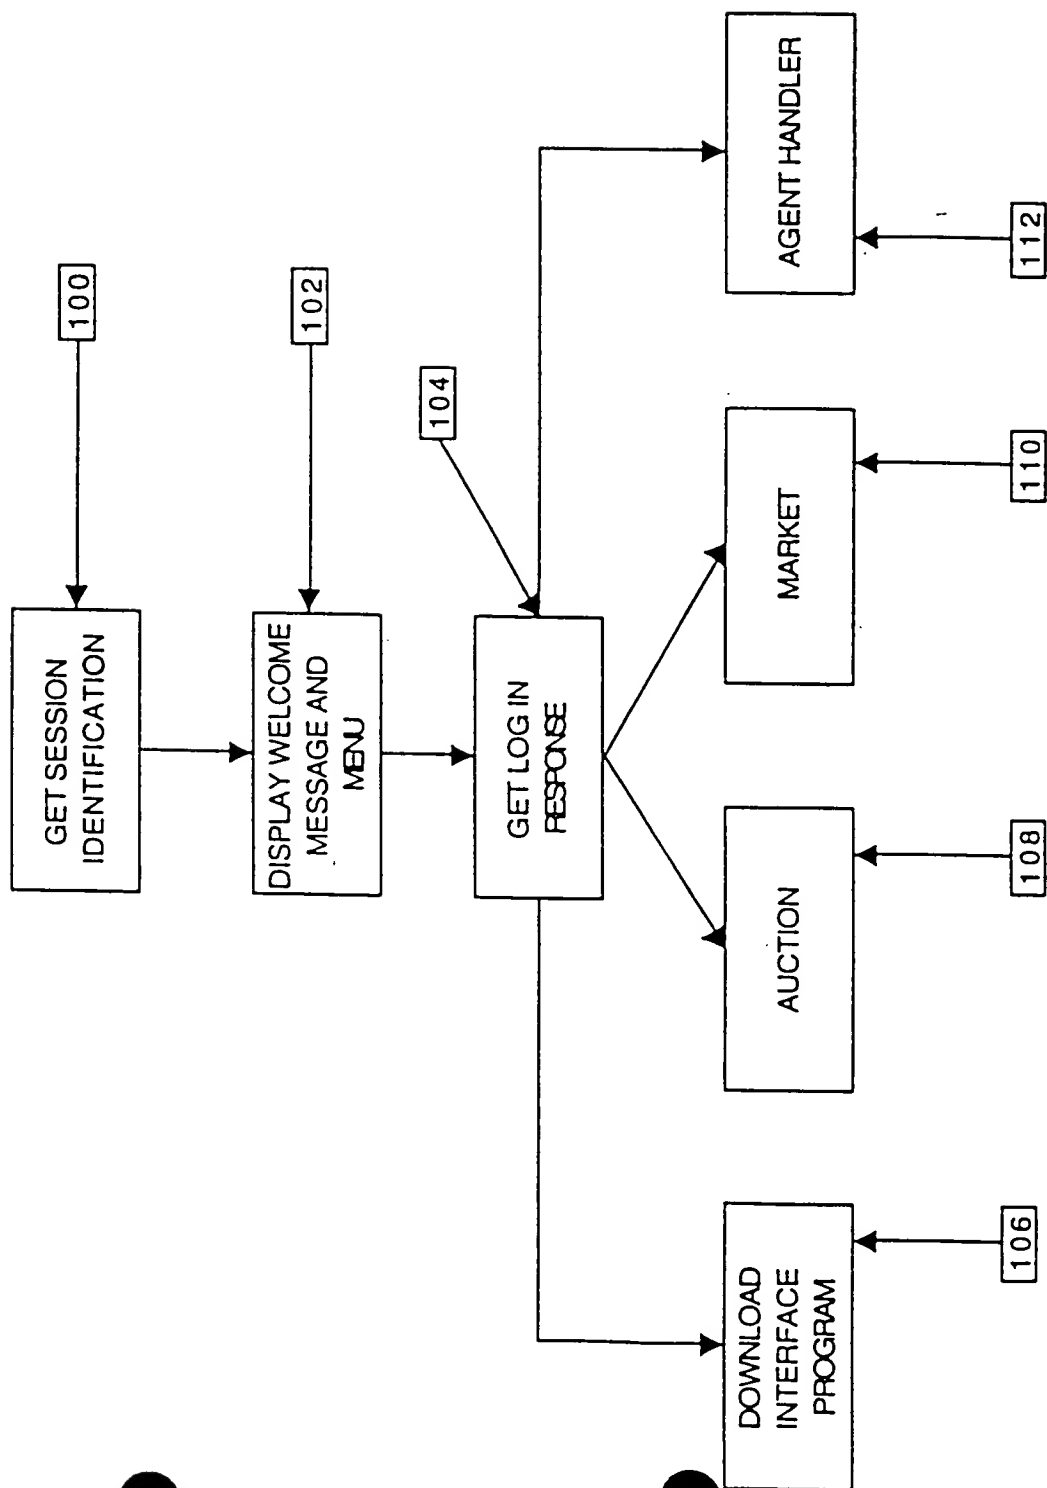 GET SESSION
IDENTIFICATION
100
DISPLAY WELCOME
MESSAGE AND
MENU
102
GET LOG IN
RESPONSE
104
DOWNLOAD
INTERFACE
PROGRAM
106
AUCTION
108
MARKET
110
AGENT HANDLER
112